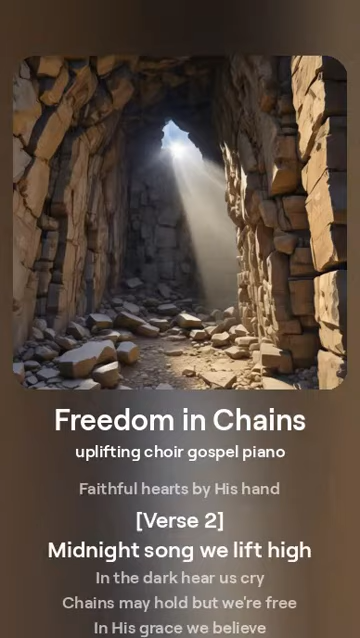 Freedom in Chains
uplifting choir gospel piano
Faithful hearts by His hand
[Verse 2]
Midnight song we lift high
In the dark hear us cry
Chains may hold but we're free
In His grace we believe